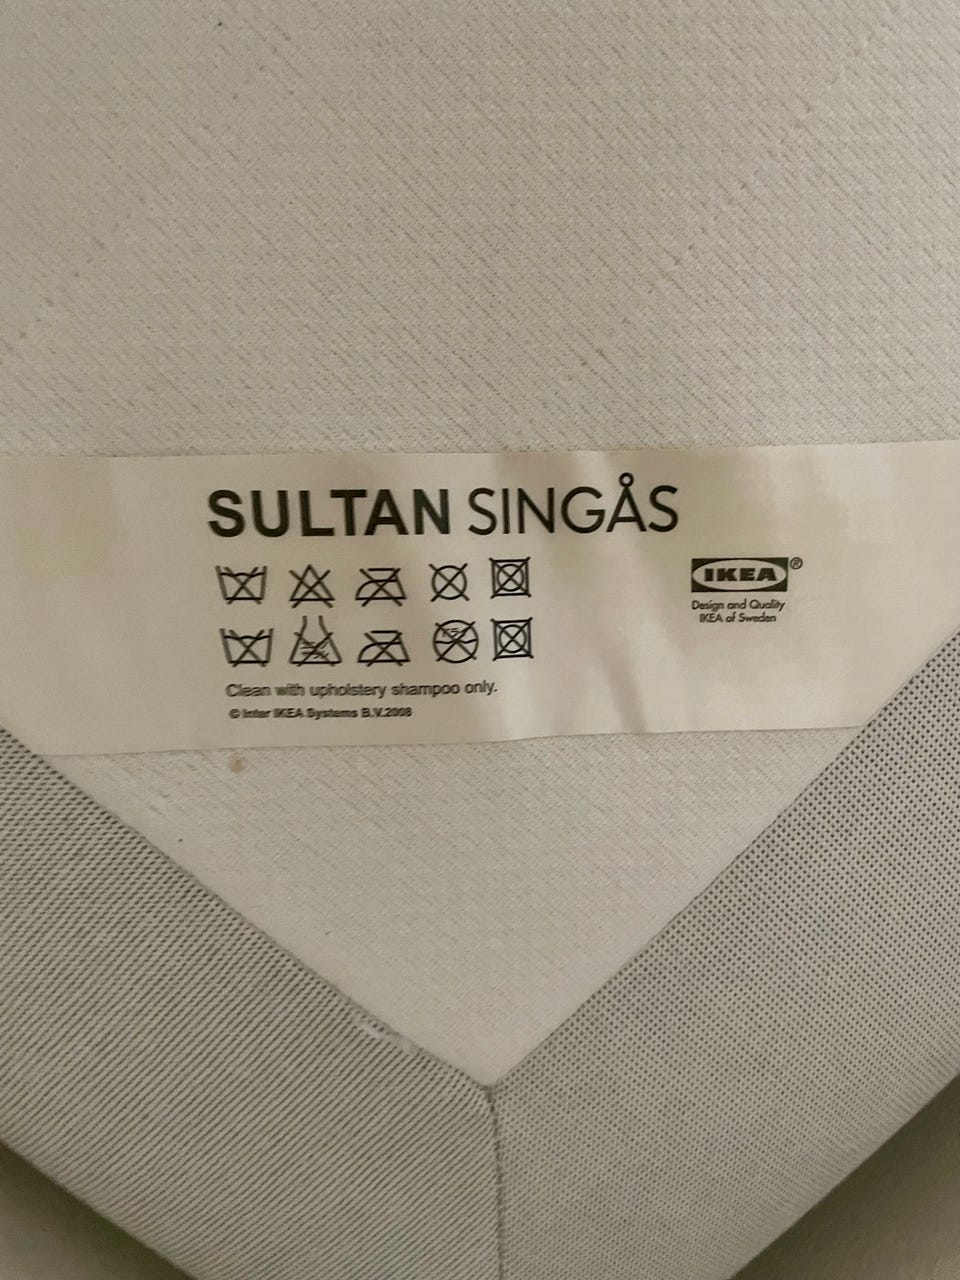 SULTAN SINGÅS
IKEA®
Design and Quality
IKEA of Sweden
Clean with upholstery shampoo only.
© Inter IKEA Systems B.V.2008